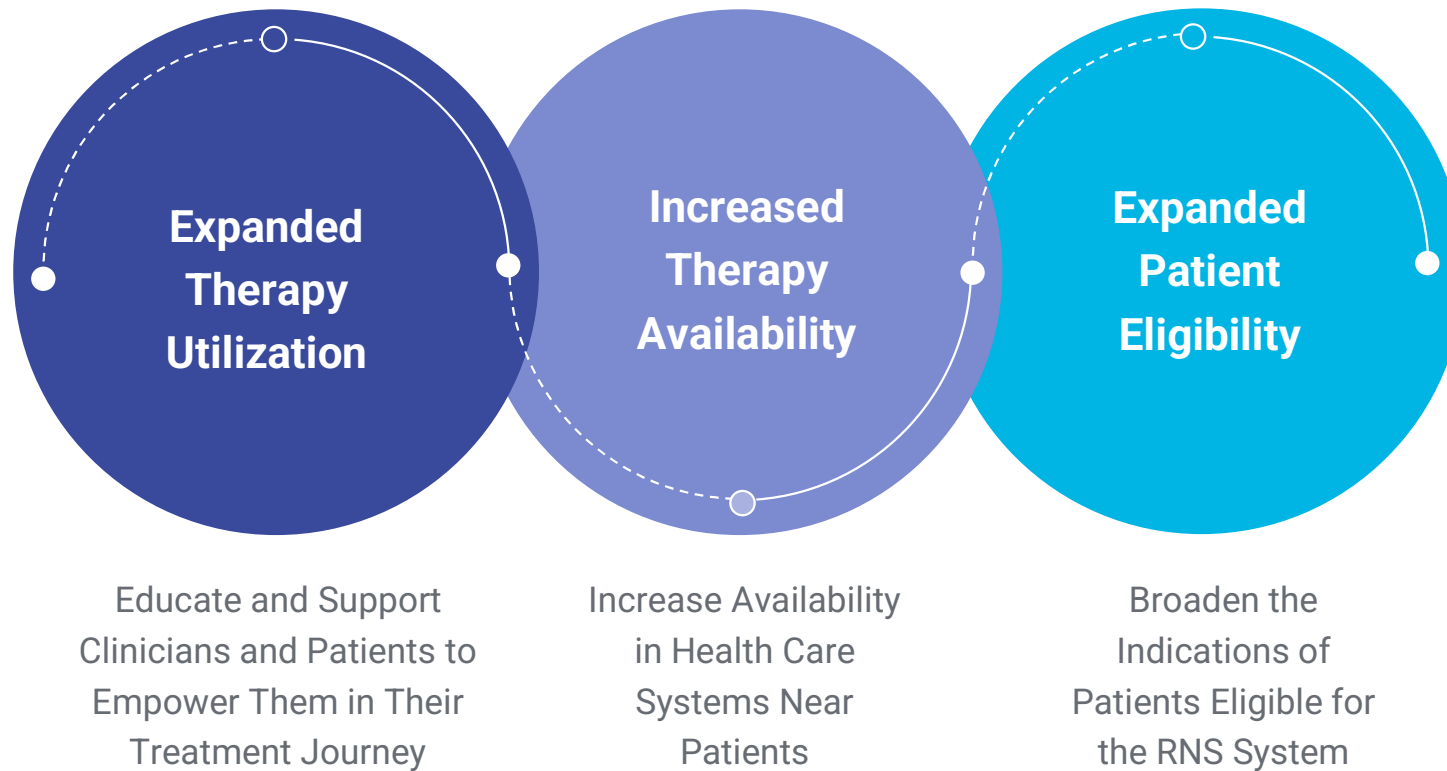 Expanded
Therapy
Utilization
Increased
Therapy
Availability
Expanded
Patient
Eligibility
Educate and Support
Clinicians and Patients to
Empower Them in Their
Treatment Journey
Increase Availability
in Health Care
Systems Near
Patients
Broaden the
Indications of
Patients Eligible for
the RNS System